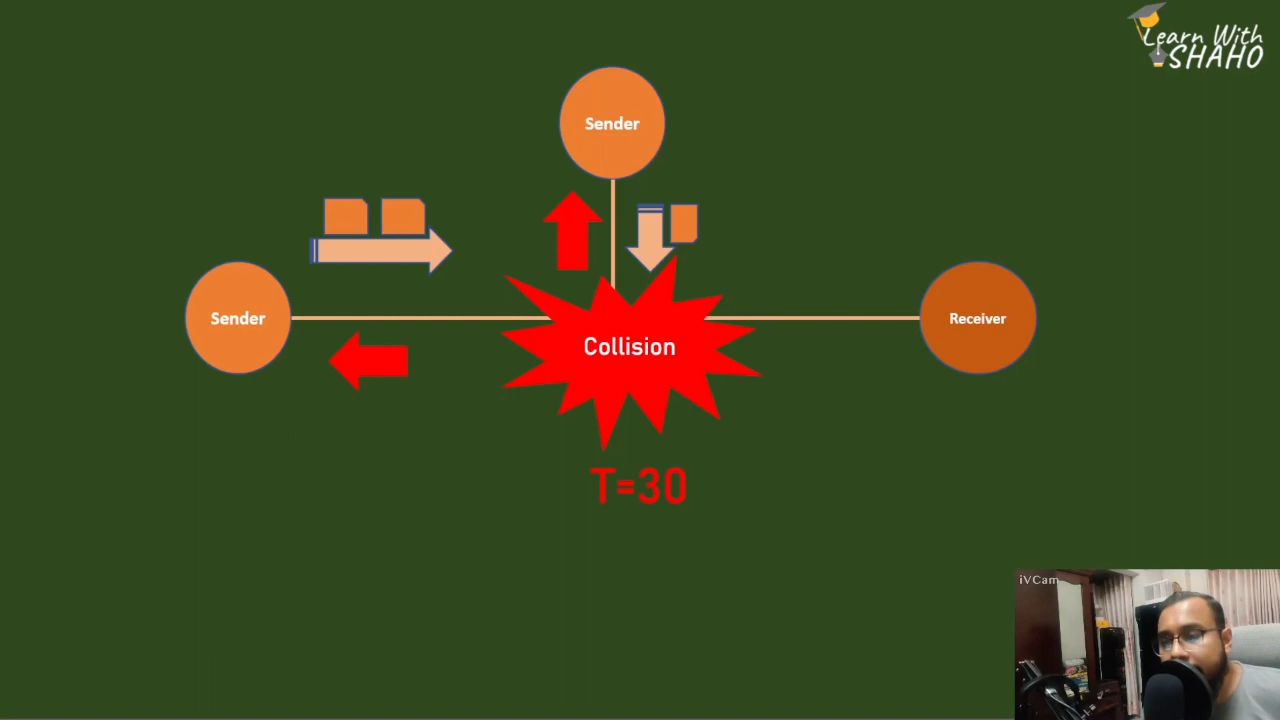 Learn With
SHAHO
Sender
Sender
Receiver
Collision
T=30
iVCam